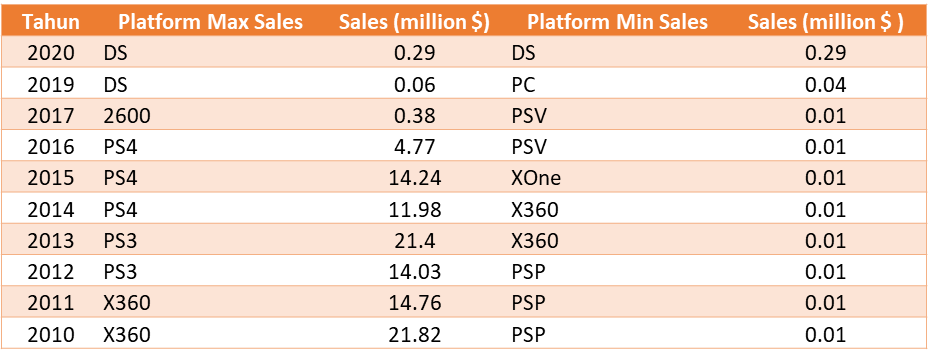 Tahun Platform Max Sales Sales (million $) Platform Min Sales Sales (million $ )
2020 DS 0.29 DS 0.29
2019 DS 0.06 PC 0.04
2017 2600 0.38 PSV 0.01
2016 PS4 4.77 PSV 0.01
2015 PS4 14.24 XOne 0.01
2014 PS4 11.98 X360 0.01
2013 PS3 21.4 X360 0.01
2012 PS3 14.03 PSP 0.01
2011 X360 14.76 PSP 0.01
2010 X360 21.82 PSP 0.01